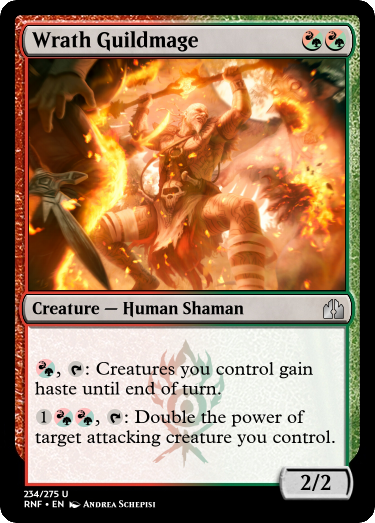 Wrath Guildmage
Creature — Human Shaman
, : Creatures you control gain
haste until end of turn.
1 , : Double the power of
target attacking creature you control.
2/2
234/275 U
RNF • EN Andrea Schepisi